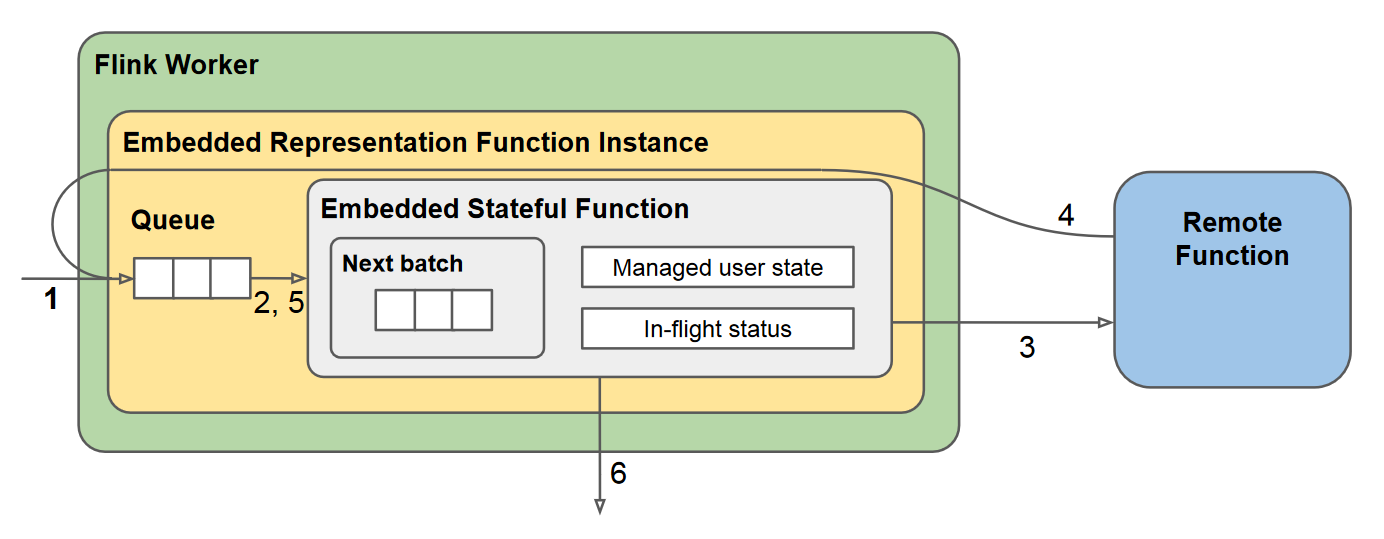 Flink Worker
Embedded Representation Function Instance
Queue
Embedded Stateful Function
Next batch
Managed user state
In-flight status
Remote
Function
1
2, 5
3
4
6